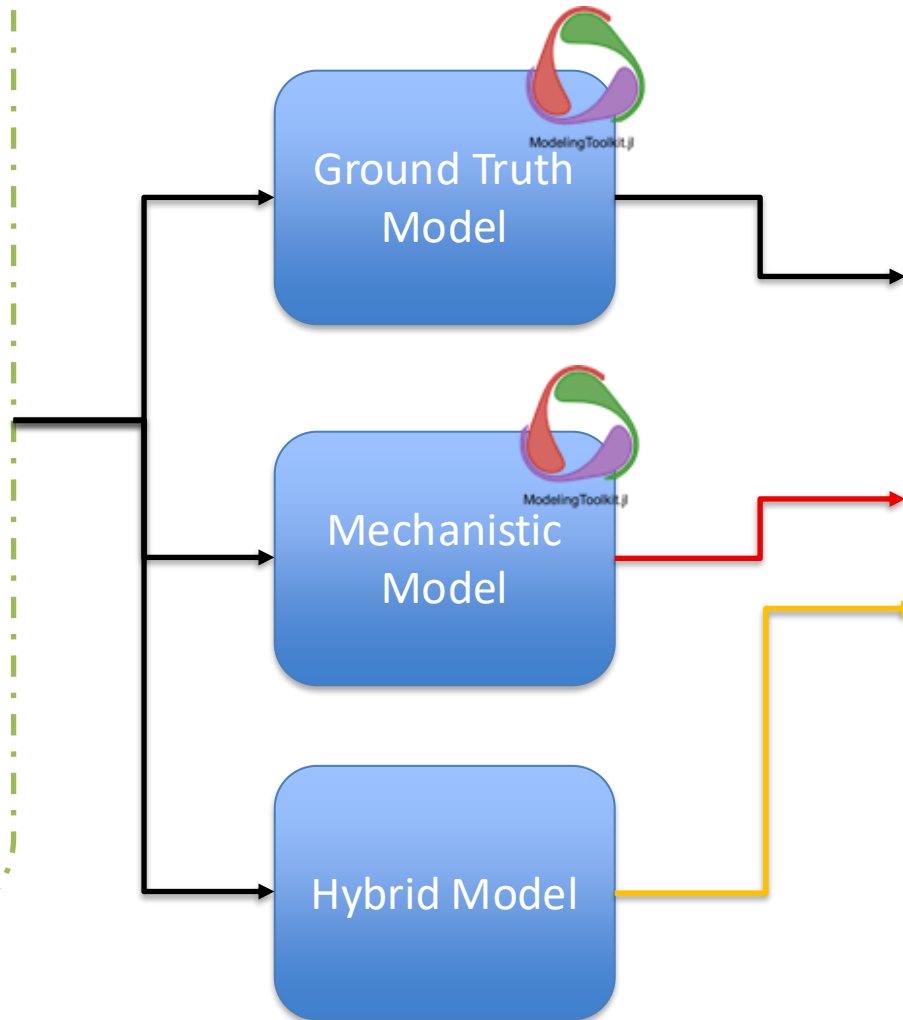 ModelingToolkit.jl
Ground Truth
Model
ModelingToolkit.jl
Mechanistic
Model
Hybrid Model